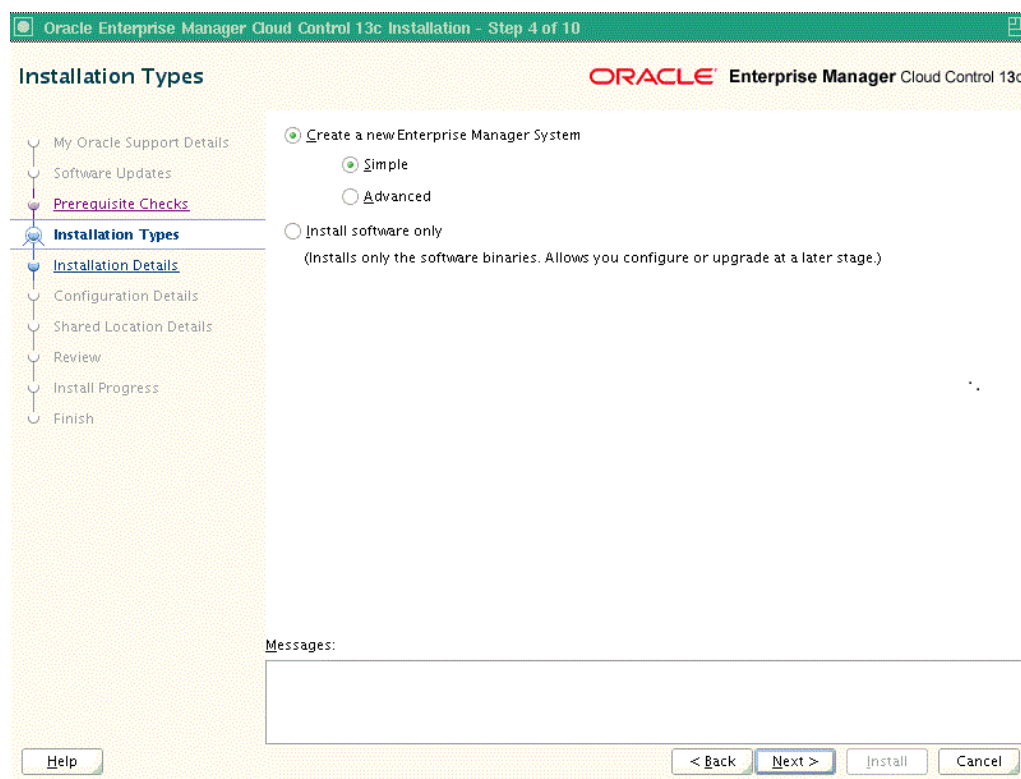 Oracle Enterprise Manager Cloud Control 13c Installation - Step 4 of 10
Installation Types
ORACLE Enterprise Manager Cloud Control 13c
My Oracle Support Details
Software Updates
Prerequisite Checks
Installation Types
Installation Details
Configuration Details
Shared Location Details
Review
Install Progress
Finish
Create a new Enterprise Manager System
Simple
Advanced
Install software only
(Installs only the software binaries. Allows you configure or upgrade at a later stage.)
Messages:
Help
< Back
Next >
Install
Cancel